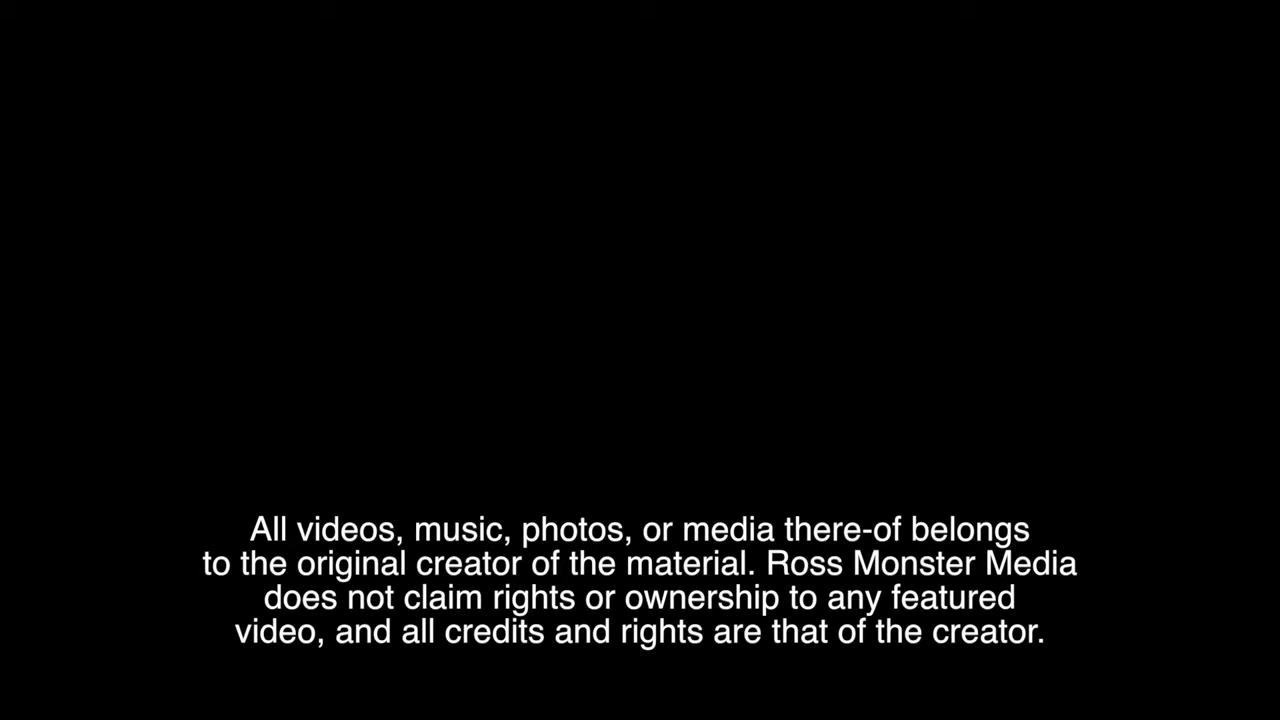 All videos, music, photos, or media there-of belongs
to the original creator of the material. Ross Monster Media
does not claim rights or ownership to any featured
video, and all credits and rights are that of the creator.